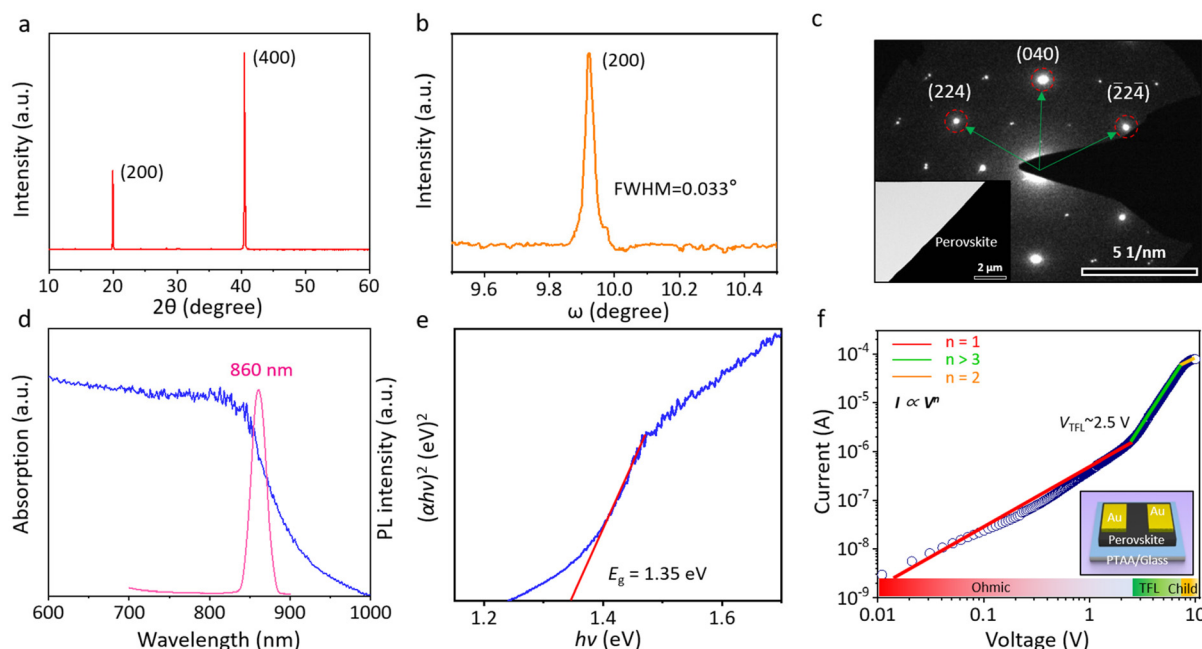 a
Intensity (a.u.)
(200)
(400)
10 20 30 40 50 60
2θ (degree)
b
Intensity (a.u.)
(200)
FWHM=0.033°
9.6 9.8 10.0 10.2 10.4
ω (degree)
c
(040)
(224)
(2̄24̄)
Perovskite
2 μm
5 1/nm
d
Absorption (a.u.)
860 nm
PL intensity (a.u.)
600 700 800 900 1000
Wavelength (nm)
e
(αhν)² (eV)²
Eg = 1.35 eV
1.2 1.4 1.6
hν (eV)
f
n = 1
n > 3
n = 2
I ∝ Vⁿ
VTFL~2.5 V
Current (A)
10⁻⁴
10⁻⁵
10⁻⁶
10⁻⁷
10⁻⁸
10⁻⁹
Au Au
Perovskite
PTAA/Glass
Ohmic TFL Child
0.01 0.1 1 10
Voltage (V)